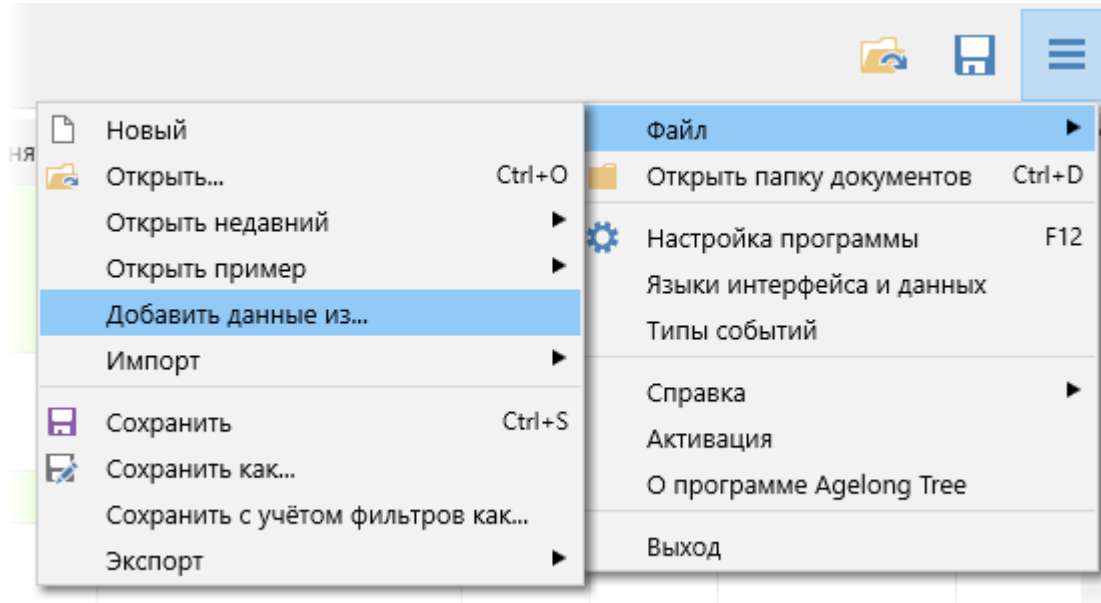 ня
Новый
Открыть... Ctrl+O
Открыть недавний
Открыть пример
Добавить данные из...
Импорт
Сохранить Ctrl+S
Сохранить как...
Сохранить с учётом фильтров как...
Экспорт
Файл
Открыть папку документов Ctrl+D
Настройка программы F12
Языки интерфейса и данных
Типы событий
Справка
Активация
О программе Agelong Tree
Выход